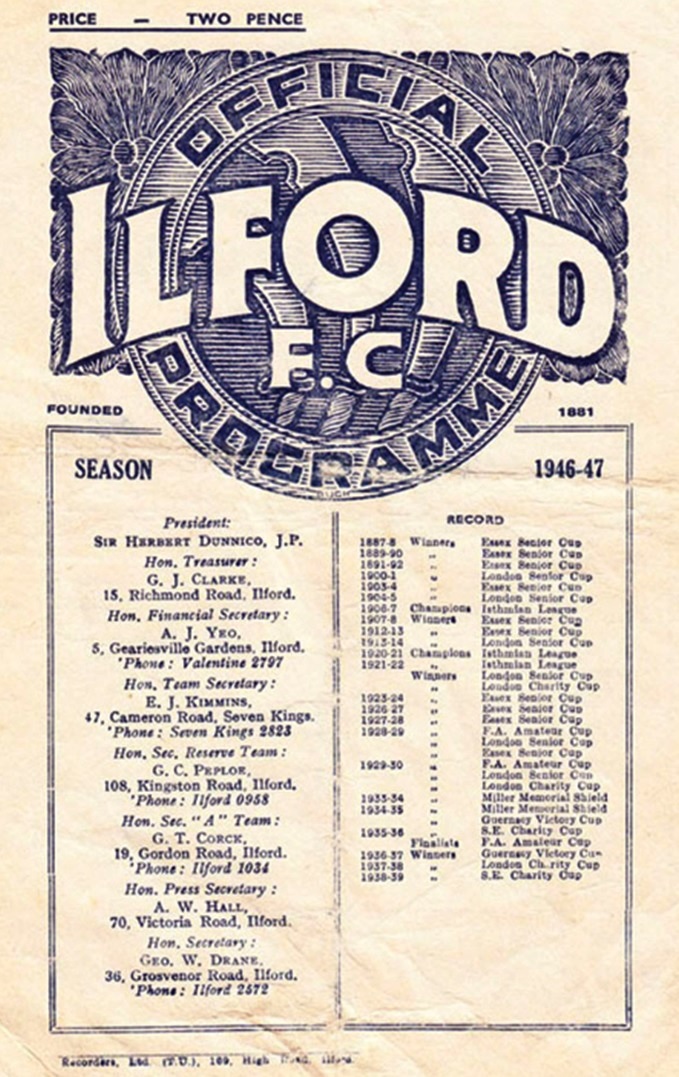 PRICE — TWO PENCE
OFFICIAL
ILFORD
F.C
PROGRAMME
FOUNDED 1881
SEASON 1946-47
President:
SIR HERBERT DUNNICO, J.P.
Hon. Treasurer:
G. J. CLARKE,
15, Richmond Road, Ilford.
Hon. Financial Secretary:
A. J. YEO,
5, Geariesville Gardens, Ilford.
'Phone: Valentine 2797
Hon. Team Secretary:
E. J. KIMMINS,
47, Cameron Road, Seven Kings.
'Phone: Seven Kings 2823
Hon. Sec. Reserve Team:
G. C. PEPLOE,
108, Kingston Road, Ilford.
'Phone: Ilford 0958
Hon. Sec. "A" Team:
G. T. CORCK,
19, Gordon Road, Ilford.
'Phone: Ilford 1034
Hon. Press Secretary:
A. W. HALL,
70, Victoria Road, Ilford.
Hon. Secretary:
GEO. W. DRANE,
36, Grosvenor Road, Ilford.
'Phone: Ilford 2572
RECORD
1887-8 Winners Essex Senior Cup
1889-90 " Essex Senior Cup
1891-92 " Essex Senior Cup
1900-1 " London Senior Cup
1903-4 " Essex Senior Cup
1904-5 " London Senior Cup
1906-7 Champions Isthmian League
1907-8 Winners Essex Senior Cup
1912-13 " Essex Senior Cup
1913-14 " London Senior Cup
1920-21 Champions Isthmian League
1921-22 " Isthmian League
Winners London Senior Cup
" London Charity Cup
1923-24 " Essex Senior Cup
1926-27 " Essex Senior Cup
1927-28 " Essex Senior Cup
1928-29 " F.A. Amateur Cup
" London Senior Cup
" Essex Senior Cup
1929-30 " F.A. Amateur Cup
" London Senior Cup
" London Charity Cup
1933-34 " Miller Memorial Shield
1934-35 " Miller Memorial Shield
" Guernsey Victory Cup
1935-36 " S.E. Charity Cup
Finalists F.A. Amateur Cup
1936-37 Winners Guernsey Victory Cup
1937-38 " London Charity Cup
1938-39 " S.E. Charity Cup
Recorders, Ltd. (T.U.), 109, High Road, Ilford.